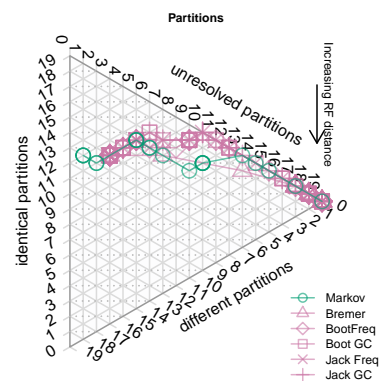 Partitions
0 1 2 3 4 5 6 7 8 9 10 11 12 13 14 15 16 17 18 19
unresolved partitions
Increasing RF distance
19
18
17
16
15
14
13
12
11
10
9
8
7
6
5
4
3
2
1
0
identical partitions
0 1 2 3 4 5 6 7 8 9 10 11 12 13 14 15 16 17 18 19
different partitions
Markov
Bremer
BootFreq
Boot GC
Jack Freq
Jack GC